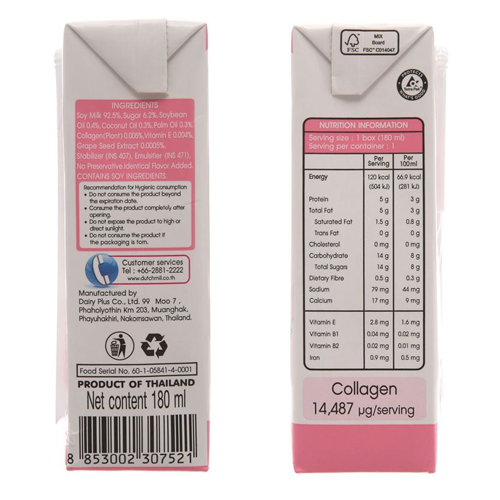 INGREDIENTS
Soy Milk 92.5%, Sugar 6.2%, Soybean
Oil 0.4%, Coconut Oil 0.3%, Palm Oil 0.3%,
Collagen(Plant) 0.005%, Vitamin E 0.004%,
Grape Seed Extract 0.0005%,
Stabilizer (INS 407), Emulsifier (INS 471),
No Preservative,Identical Flavor Added.
CONTAINS SOY INGREDIENTS.
Recommendation for Hygienic consumption
• Do not consume the product beyond
the expiration date.
• Consume the product completely after
opening.
• Do not expose the product to high or
direct sunlight.
• Do not consume the product if
the packaging is torn.
Customer services
Tel : +66-2881-2222
www.dutchmill.co.th
Manufactured by
Dairy Plus Co., Ltd. 99 Moo 7 ,
Phaholyothin Km 203, Muanghak,
Phayuhakhiri, Nakornsawan, Thailand.
Food Serial No. 60-1-05841-4-0001
PRODUCT OF THAILAND
Net content 180 ml
8 853002 307521
FSC
MIX
Board
FSC® C014047
Tetra Pak
PROTECTS
WHAT'S GOOD
NUTRITION INFORMATION
Serving size : 1 box (180 ml)
Serving per container : 1
Per Serving Per 100ml
Energy 120 kcal 66.9 kcal
(504 kJ) (281 kJ)
Protein 5 g 3 g
Total Fat 5 g 3 g
Saturated Fat 1.5 g 0.8 g
Trans Fat 0 g 0 g
Cholesterol 0 mg 0 mg
Carbohydrate 14 g 8 g
Total Sugar 14 g 8 g
Dietary Fibre 0.5 g 0.3 g
Sodium 79 mg 44 mg
Calcium 17 mg 9 mg
Vitamin E 2.8 mg 1.6 mg
Vitamin B1 0.04 mg 0.02 mg
Vitamin B2 0.02 mg 0.01 mg
Iron 0.9 mg 0.5 mg
Collagen
14,487 µg/serving